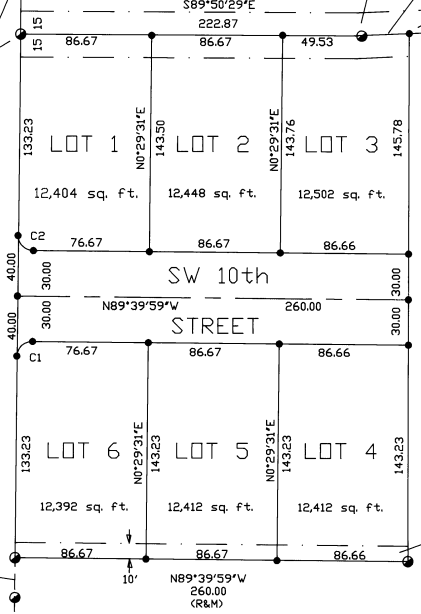 S89°50'29"E
222.87
15
15
86.67
86.67
49.53
133.23
LOT 1
N0°29'31"E
143.50
LOT 2
N0°29'31"E
143.76
LOT 3
145.78
12,404 sq. ft.
12,448 sq. ft.
12,502 sq. ft.
C2
76.67
86.67
86.66
40.00
30.00
SW 10th
30.00
N89°39'59"W
260.00
40.00
30.00
STREET
30.00
C1
76.67
86.67
86.66
133.23
LOT 6
N0°29'31"E
143.23
LOT 5
N0°29'31"E
143.23
LOT 4
143.23
12,392 sq. ft.
12,412 sq. ft.
12,412 sq. ft.
86.67
86.67
86.66
10'
N89°39'59"W
260.00
(R&M)